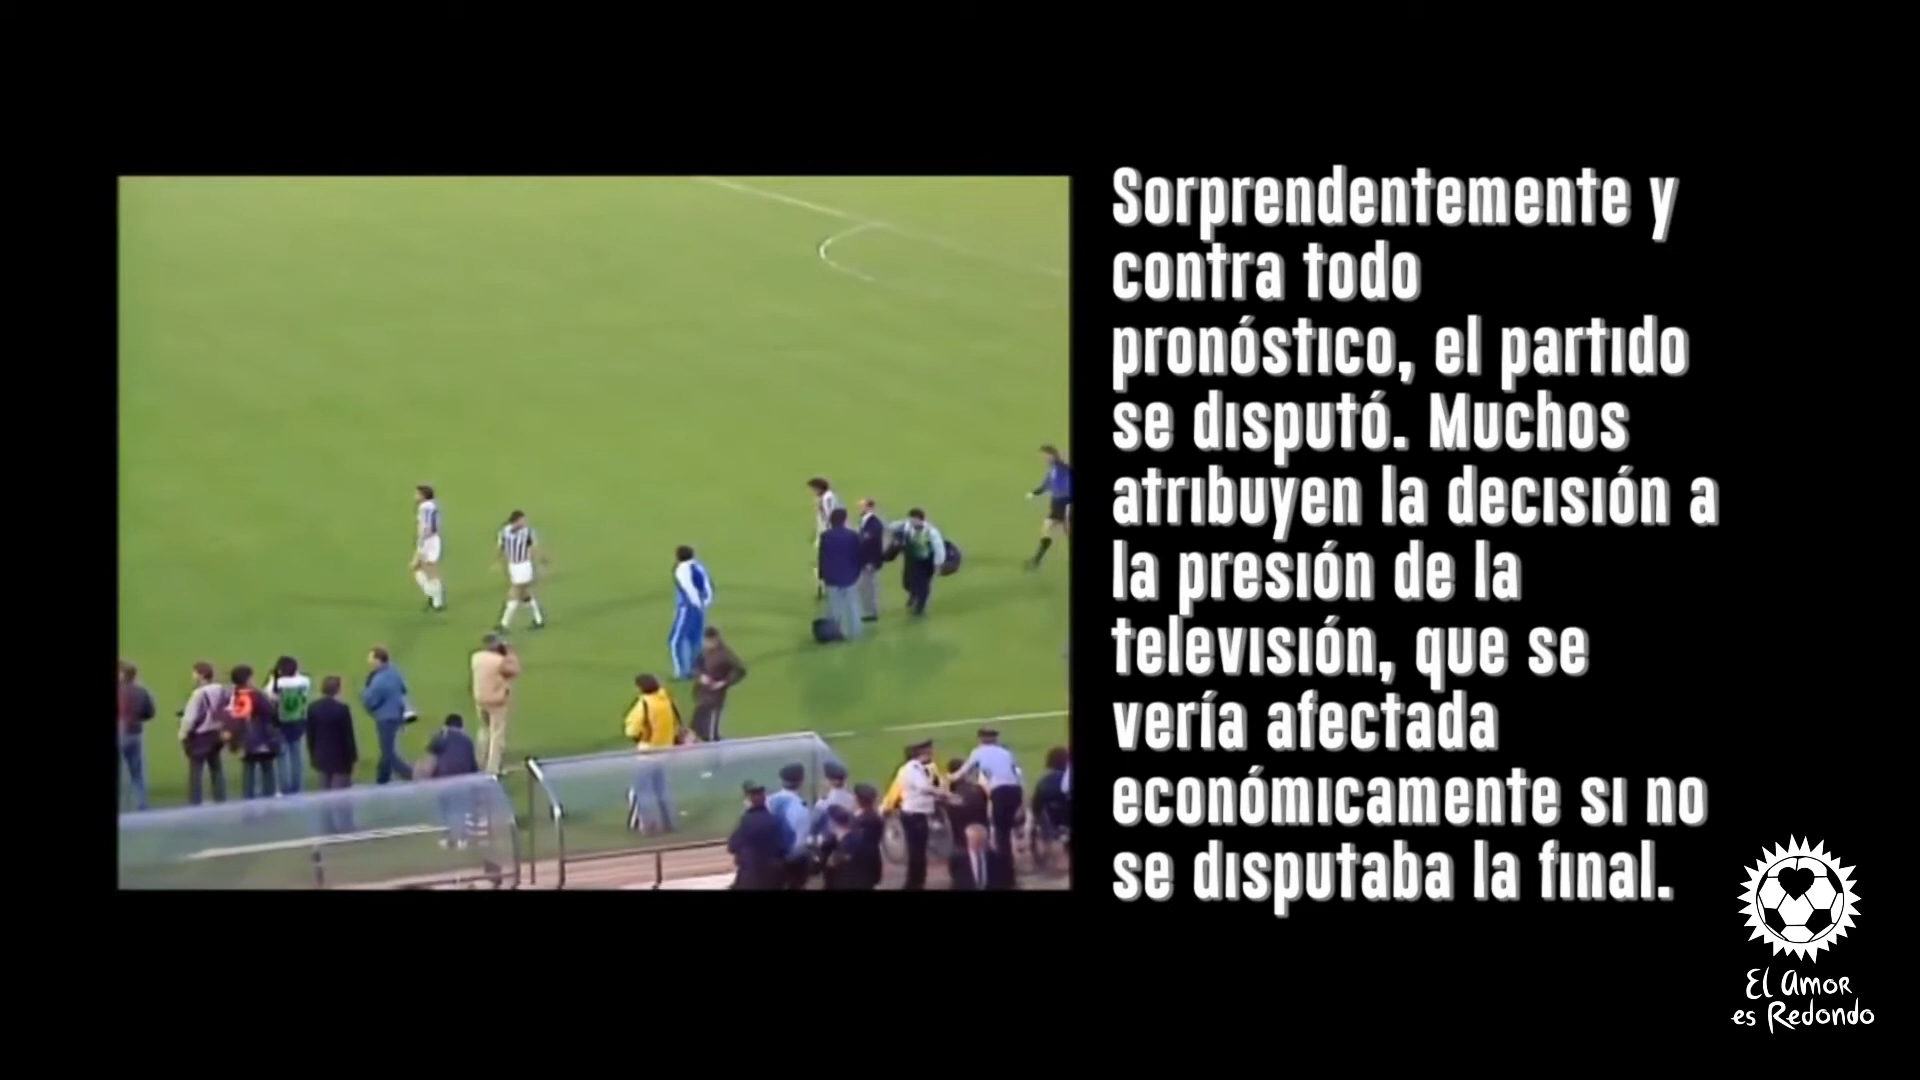 Sorprendentemente y
contra todo
pronóstico, el partido
se disputó. Muchos
atribuyen la decisión a
la presión de la
televisión, que se
vería afectada
económicamente si no
se disputaba la final.
El Amor
es Redondo